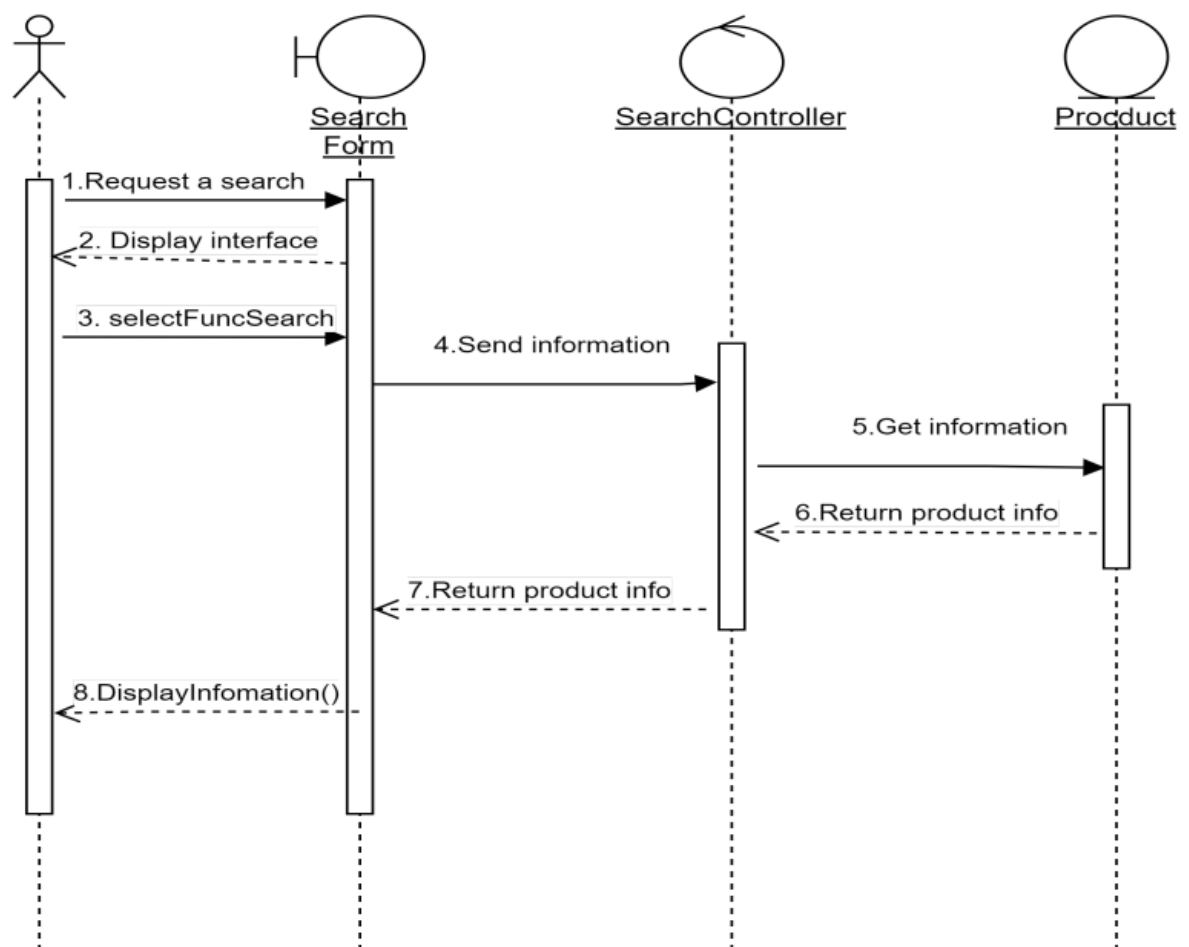 Search
Form
SearchController
Procduct
1.Request a search
2. Display interface
3. selectFuncSearch
4.Send information
5.Get information
6.Return product info
7.Return product info
8.DisplayInfomation()